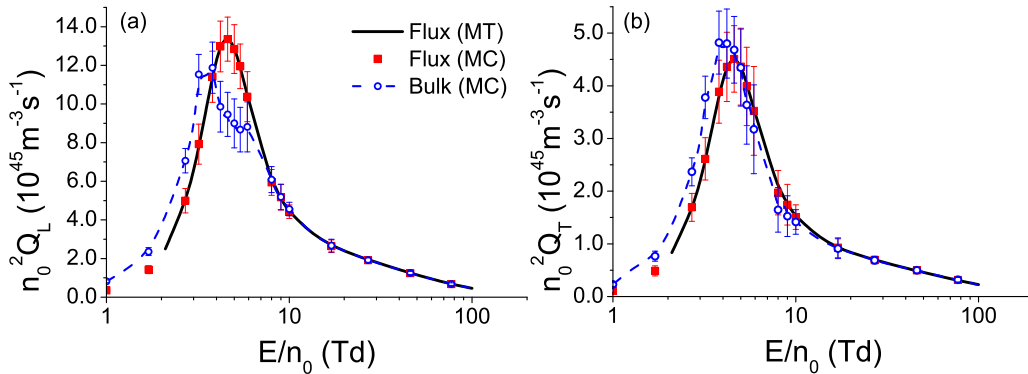 (a)
Flux (MT)
Flux (MC)
Bulk (MC)
14.0
12.0
10.0
8.0
6.0
4.0
2.0
0.0
n₀²Q_L (10⁴⁵m⁻³s⁻¹)
1 10 100
E/n₀ (Td)
(b)
5.0
4.0
3.0
2.0
1.0
0.0
n₀²Q_T (10⁴⁵m⁻³s⁻¹)
1 10 100
E/n₀ (Td)